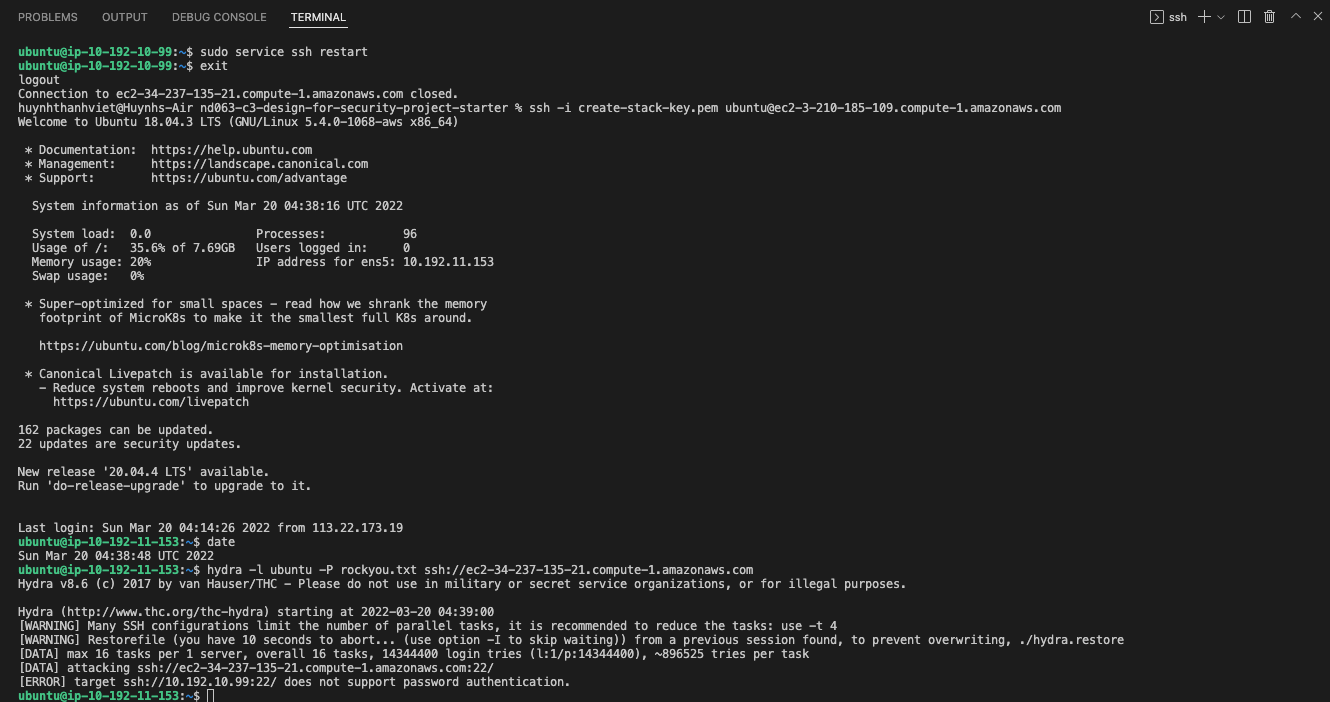 PROBLEMS OUTPUT DEBUG CONSOLE TERMINAL ssh
ubuntu@ip-10-192-10-99:~$ sudo service ssh restart
ubuntu@ip-10-192-10-99:~$ exit
logout
Connection to ec2-34-237-135-21.compute-1.amazonaws.com closed.
huynhthanhviet@Huynhs-Air nd063-c3-design-for-security-project-starter % ssh -i create-stack-key.pem ubuntu@ec2-3-210-185-109.compute-1.amazonaws.com
Welcome to Ubuntu 18.04.3 LTS (GNU/Linux 5.4.0-1068-aws x86_64)
* Documentation: https://help.ubuntu.com
* Management: https://landscape.canonical.com
* Support: https://ubuntu.com/advantage
System information as of Sun Mar 20 04:38:16 UTC 2022
System load: 0.0 Processes: 96
Usage of /: 35.6% of 7.69GB Users logged in: 0
Memory usage: 20% IP address for ens5: 10.192.11.153
Swap usage: 0%
* Super-optimized for small spaces - read how we shrank the memory
footprint of MicroK8s to make it the smallest full K8s around.
https://ubuntu.com/blog/microk8s-memory-optimisation
* Canonical Livepatch is available for installation.
- Reduce system reboots and improve kernel security. Activate at:
https://ubuntu.com/livepatch
162 packages can be updated.
22 updates are security updates.
New release '20.04.4 LTS' available.
Run 'do-release-upgrade' to upgrade to it.
Last login: Sun Mar 20 04:14:26 2022 from 113.22.173.19
ubuntu@ip-10-192-11-153:~$ date
Sun Mar 20 04:38:48 UTC 2022
ubuntu@ip-10-192-11-153:~$ hydra -l ubuntu -P rockyou.txt ssh://ec2-34-237-135-21.compute-1.amazonaws.com
Hydra v8.6 (c) 2017 by van Hauser/THC - Please do not use in military or secret service organizations, or for illegal purposes.
Hydra (http://www.thc.org/thc-hydra) starting at 2022-03-20 04:39:00
[WARNING] Many SSH configurations limit the number of parallel tasks, it is recommended to reduce the tasks: use -t 4
[WARNING] Restorefile (you have 10 seconds to abort... (use option -I to skip waiting)) from a previous session found, to prevent overwriting, ./hydra.restore
[DATA] max 16 tasks per 1 server, overall 16 tasks, 14344400 login tries (l:1/p:14344400), ~896525 tries per task
[DATA] attacking ssh://ec2-34-237-135-21.compute-1.amazonaws.com:22/
[ERROR] target ssh://10.192.10.99:22/ does not support password authentication.
ubuntu@ip-10-192-11-153:~$